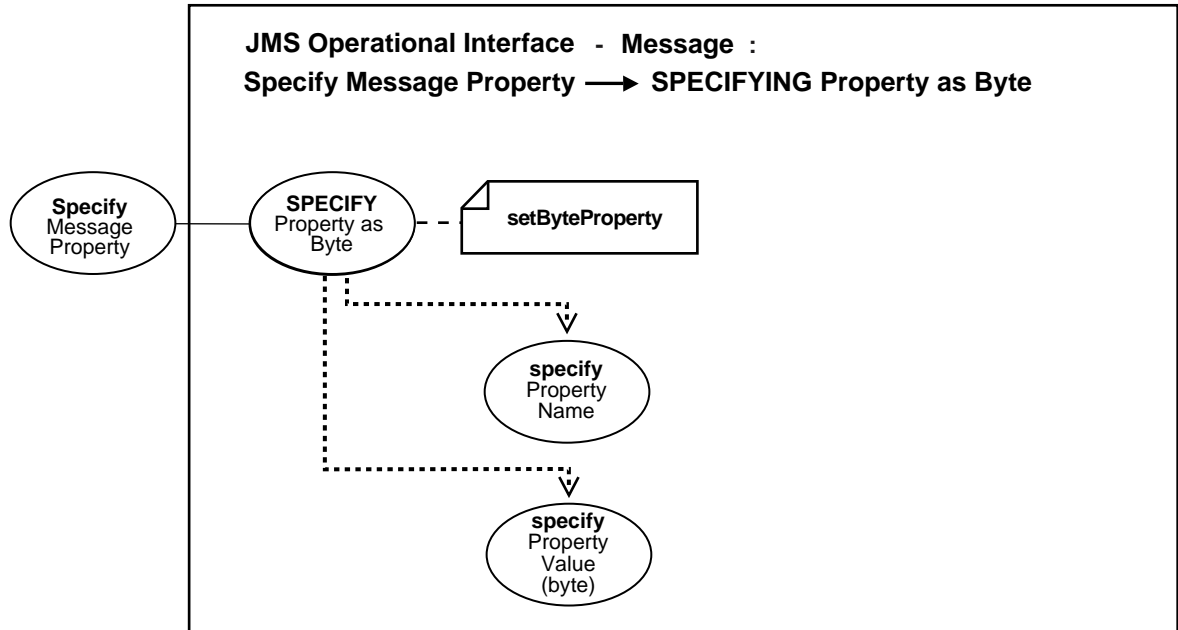 JMS Operational Interface - Message :
Specify Message Property → SPECIFYING Property as Byte
Specify
Message
Property
SPECIFY
Property as
Byte
setByteProperty
specify
Property
Name
specify
Property
Value
(byte)